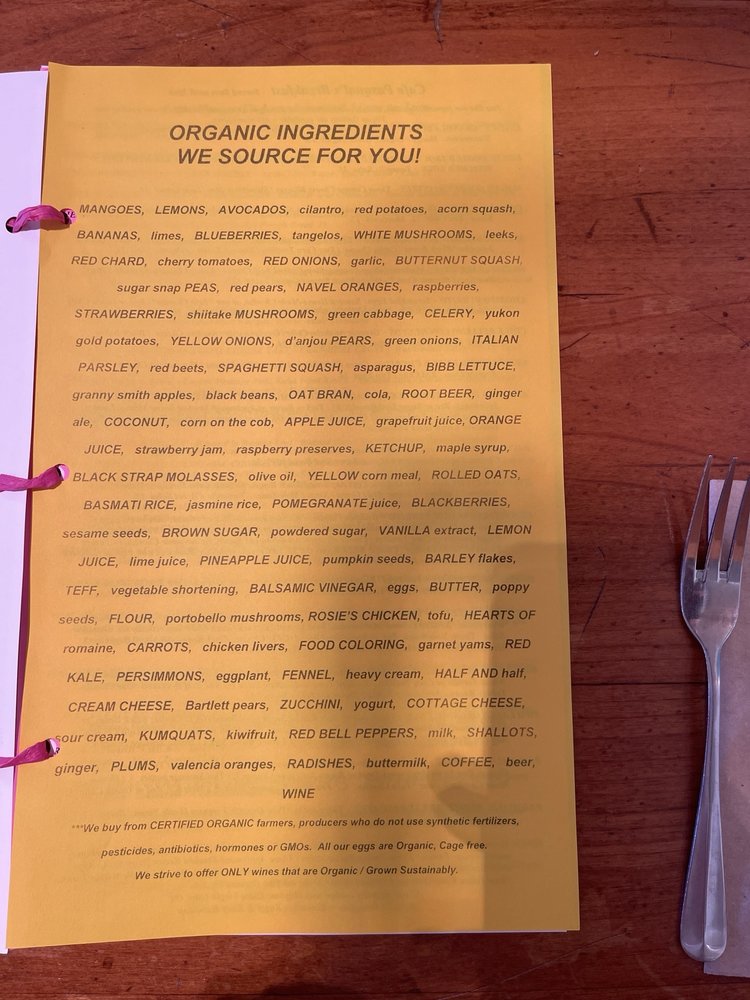 ORGANIC INGREDIENTS
WE SOURCE FOR YOU!
MANGOES, LEMONS, AVOCADOS, cilantro, red potatoes, acorn squash,
BANANAS, limes, BLUEBERRIES, tangelos, WHITE MUSHROOMS, leeks,
RED CHARD, cherry tomatoes, RED ONIONS, garlic, BUTTERNUT SQUASH,
sugar snap PEAS, red pears, NAVEL ORANGES, raspberries,
STRAWBERRIES, shiitake MUSHROOMS, green cabbage, CELERY, yukon
gold potatoes, YELLOW ONIONS, d'anjou PEARS, green onions, ITALIAN
PARSLEY, red beets, SPAGHETTI SQUASH, asparagus, BIBB LETTUCE,
granny smith apples, black beans, OAT BRAN, cola, ROOT BEER, ginger
ale, COCONUT, corn on the cob, APPLE JUICE, grapefruit juice, ORANGE
JUICE, strawberry jam, raspberry preserves, KETCHUP, maple syrup,
BLACK STRAP MOLASSES, olive oil, YELLOW corn meal, ROLLED OATS,
BASMATI RICE, jasmine rice, POMEGRANATE juice, BLACKBERRIES,
sesame seeds, BROWN SUGAR, powdered sugar, VANILLA extract, LEMON
JUICE, lime juice, PINEAPPLE JUICE, pumpkin seeds, BARLEY flakes,
TEFF, vegetable shortening, BALSAMIC VINEGAR, eggs, BUTTER, poppy
seeds, FLOUR, portobello mushrooms, ROSIE'S CHICKEN, tofu, HEARTS OF
romaine, CARROTS, chicken livers, FOOD COLORING, garnet yams, RED
KALE, PERSIMMONS, eggplant, FENNEL, heavy cream, HALF AND half,
CREAM CHEESE, Bartlett pears, ZUCCHINI, yogurt, COTTAGE CHEESE,
sour cream, KUMQUATS, kiwifruit, RED BELL PEPPERS, milk, SHALLOTS,
ginger, PLUMS, valencia oranges, RADISHES, buttermilk, COFFEE, beer,
WINE
***We buy from CERTIFIED ORGANIC farmers, producers who do not use synthetic fertilizers,
pesticides, antibiotics, hormones or GMOs. All our eggs are Organic, Cage free.
We strive to offer ONLY wines that are Organic / Grown Sustainably.